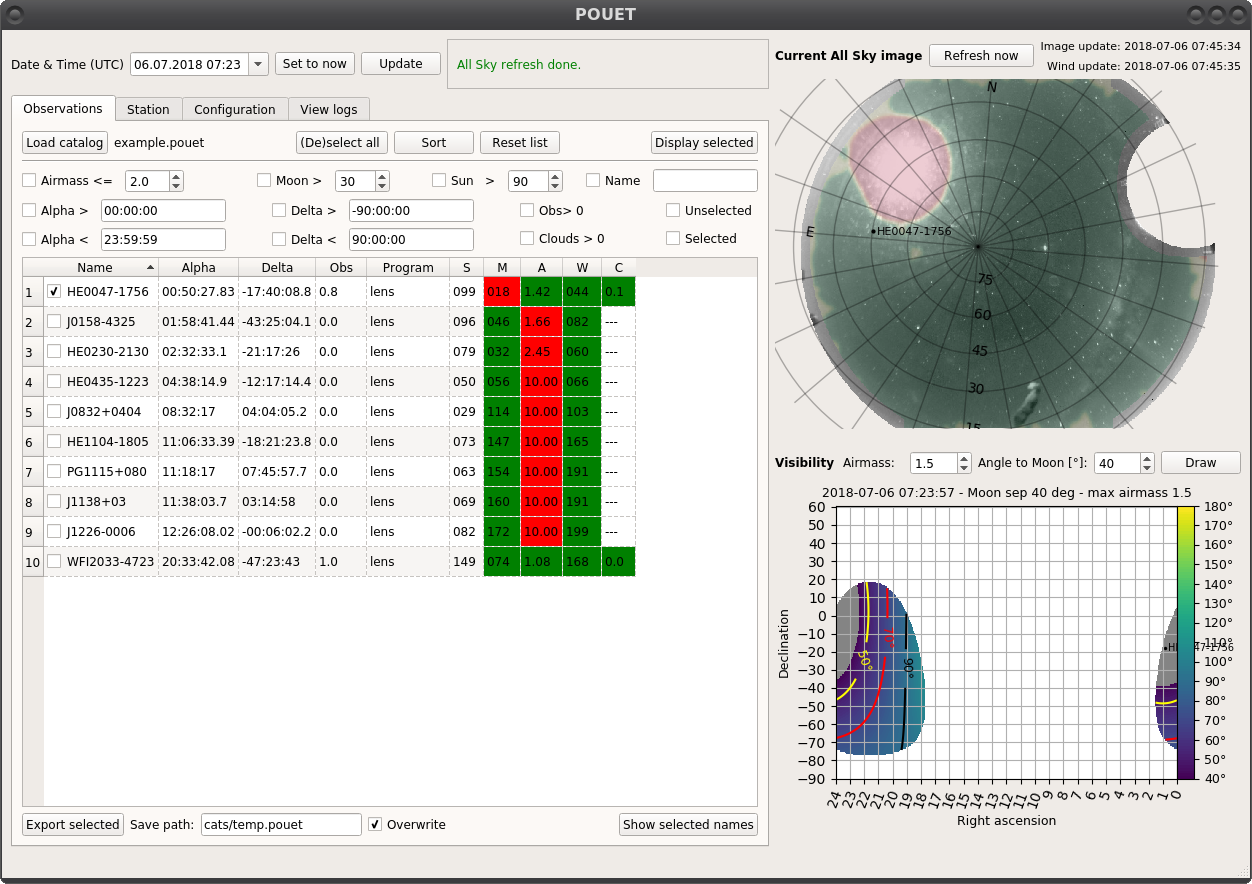 POUET
Date & Time (UTC) 06.07.2018 07:23 Set to now Update All Sky refresh done.
Observations Station Configuration View logs
Load catalog example.pouet (De)select all Sort Reset list Display selected
Airmass <= 2.0 Moon > 30 Sun > 90 Name
Alpha > 00:00:00 Delta > -90:00:00 Obs> 0 Unselected
Alpha < 23:59:59 Delta < 90:00:00 Clouds > 0 Selected
Name Alpha Delta Obs Program S M A W C
1 HE0047-1756 00:50:27.83 -17:40:08.8 0.8 lens 099 018 1.42 044 0.1
2 J0158-4325 01:58:41.44 -43:25:04.1 0.0 lens 096 046 1.66 082 ---
3 HE0230-2130 02:32:33.1 -21:17:26 0.0 lens 079 032 2.45 060 ---
4 HE0435-1223 04:38:14.9 -12:17:14.4 0.0 lens 050 056 10.00 066 ---
5 J0832+0404 08:32:17 04:04:05.2 0.0 lens 029 114 10.00 103 ---
6 HE1104-1805 11:06:33.39 -18:21:23.8 0.0 lens 073 147 10.00 165 ---
7 PG1115+080 11:18:17 07:45:57.7 0.0 lens 063 154 10.00 191 ---
8 J1138+03 11:38:03.7 03:14:58 0.0 lens 069 160 10.00 191 ---
9 J1226-0006 12:26:08.02 -00:06:02.2 0.0 lens 082 172 10.00 199 ---
10 WFI2033-4723 20:33:42.08 -47:23:43 1.0 lens 149 074 1.08 168 0.0
Export selected Save path: cats/temp.pouet Overwrite Show selected names
Current All Sky image Refresh now
Image update: 2018-07-06 07:45:34
Wind update: 2018-07-06 07:45:35
N
E
HE0047-1756
75
60
45
30
15
Visibility Airmass: 1.5 Angle to Moon [°]: 40 Draw
2018-07-06 07:23:57 - Moon sep 40 deg - max airmass 1.5
60
50
40
30
20
10
0
−10
−20
−30
−40
−50
−60
−70
−80
−90
Declination
50°
70°
90°
180°
170°
160°
150°
140°
130°
120°
110°
100°
90°
80°
70°
60°
50°
40°
24 23 22 21 20 19 18 17 16 15 14 13 12 11 10 9 8 7 6 5 4 3 2 1 0
Right ascension